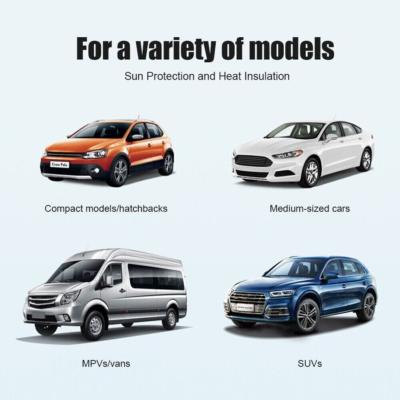 For a variety of models
Sun Protection and Heat Insulation
Compact models/hatchbacks
Medium-sized cars
MPVs/vans
SUVs